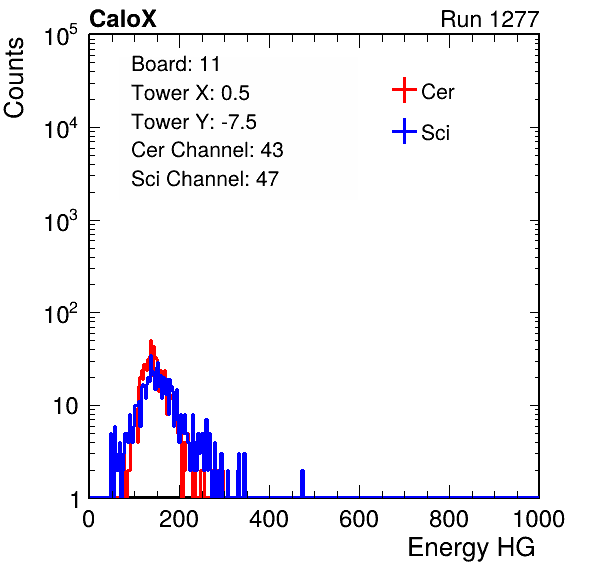 CaloX Run 1277
Counts
10^5
10^4
10^3
10^2
10
1
Board: 11
Tower X: 0.5
Tower Y: -7.5
Cer Channel: 43
Sci Channel: 47
Cer
Sci
0 200 400 600 800 1000
Energy HG